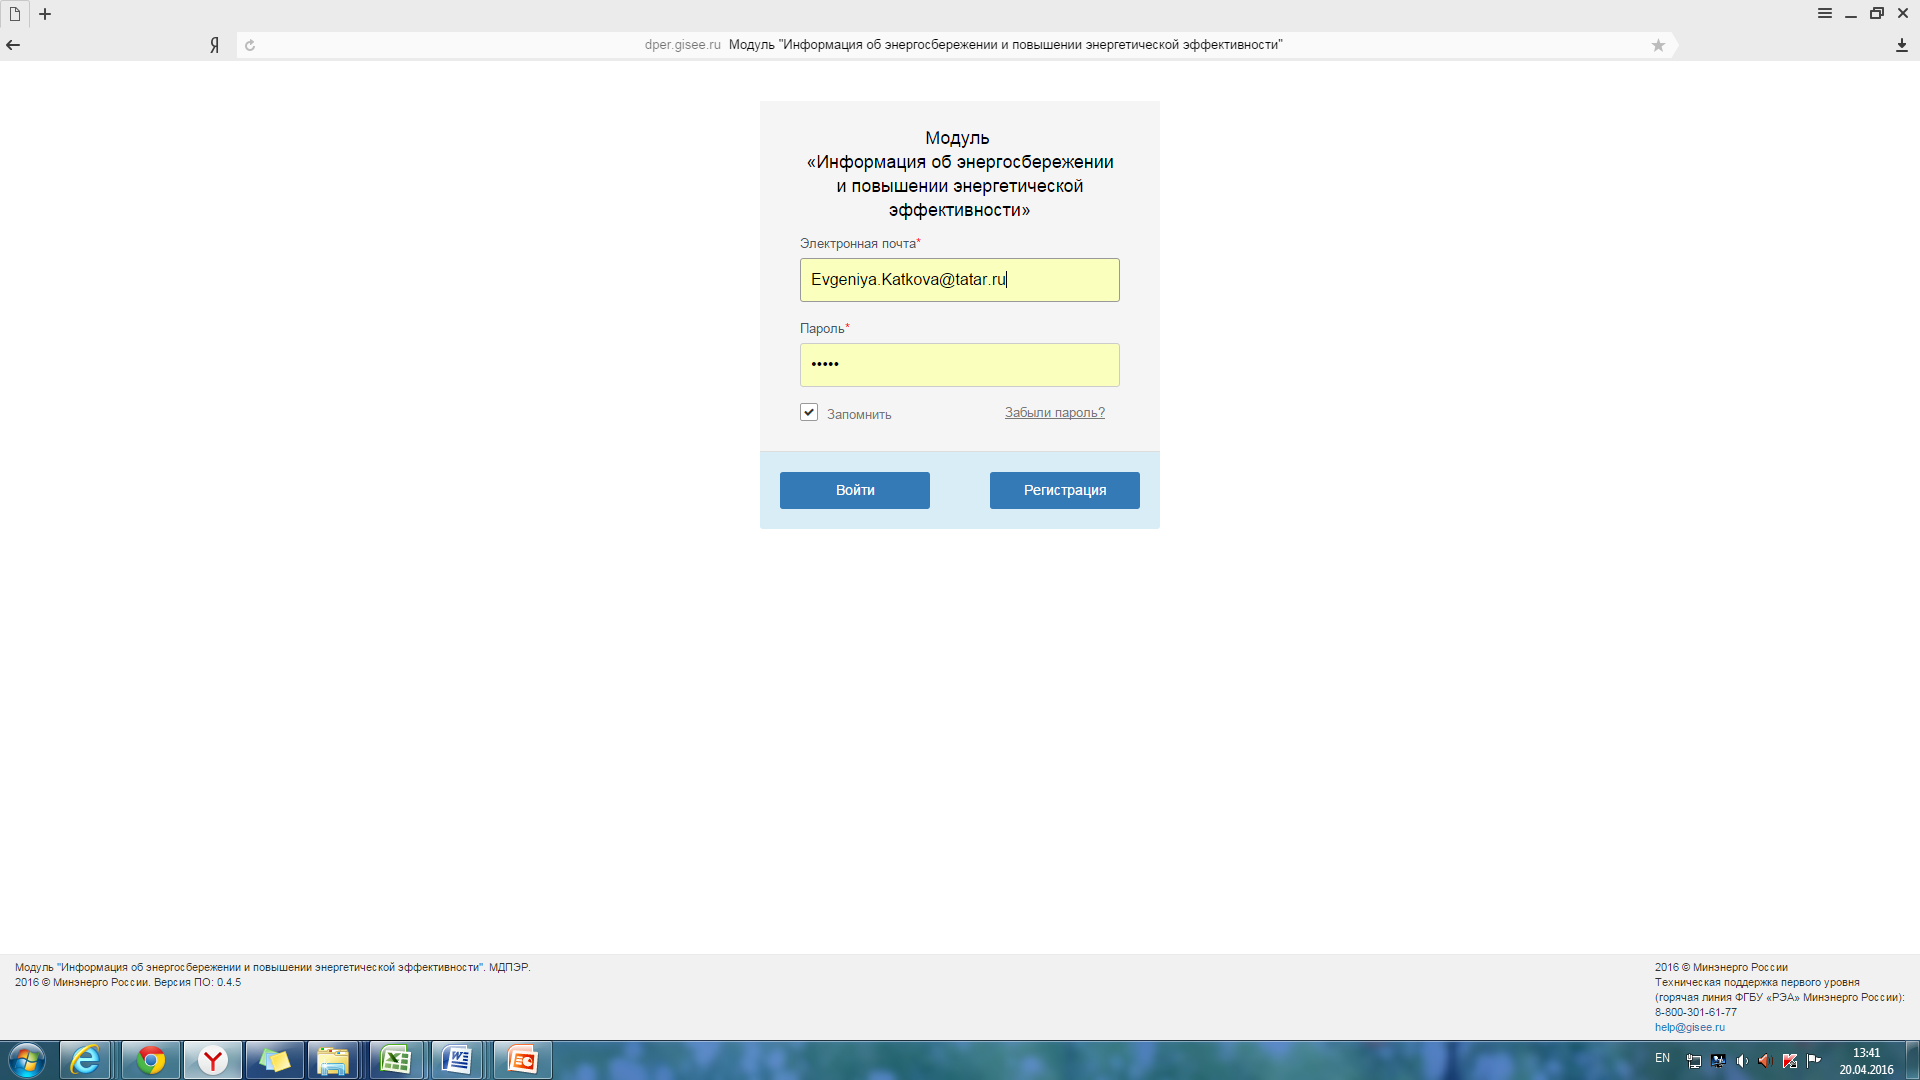 Я
dper.gisee.ru Модуль "Информация об энергосбережении и повышении энергетической эффективности"
Модуль
«Информация об энергосбережении
и повышении энергетической
эффективности»
Электронная почта*
Evgeniya.Katkova@tatar.ru
Пароль*
•••••
Запомнить
Забыли пароль?
Войти
Регистрация
Модуль "Информация об энергосбережении и повышении энергетической эффективности". МДПЭР.
2016 © Минэнерго России. Версия ПО: 0.4.5
2016 © Минэнерго России
Техническая поддержка первого уровня
(горячая линия ФГБУ «РЭА» Минэнерго России):
8-800-301-61-77
help@gisee.ru
EN
13:41
20.04.2016